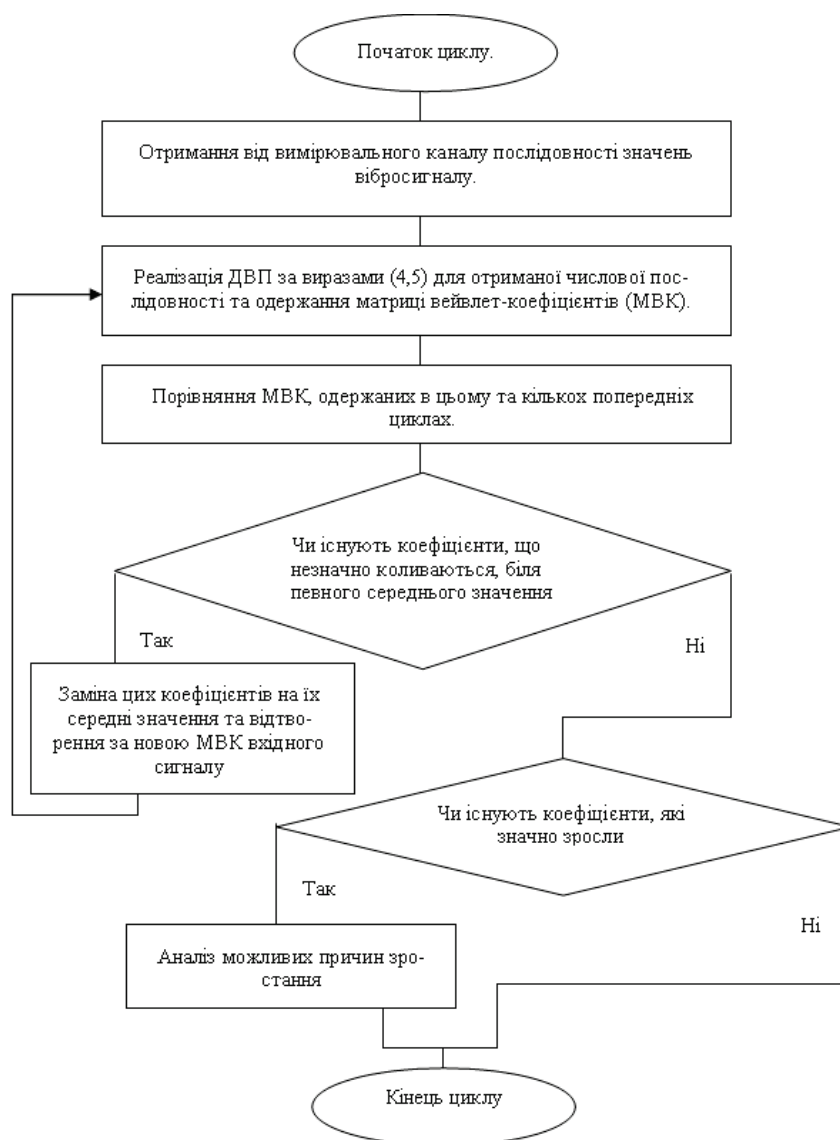 Початок циклу.
Отримання від вимірювального каналу послідовності значень
вібросигналу.
Реалізація ДВП за виразами (4,5) для отриманої числової пос-
лідовності та одержання матриці вейвлет-коефіцієнтів (МВК).
Порівняння МВК, одержаних в цьому та кількох попередніх
циклах.
Чи існують коефіцієнти, що
незначно коливаються, біля
певного середнього значення
Так
Ні
Заміна цих коефіцієнтів на їх
середні значення та відтво-
рення за новою МВК вхідного
сигналу
Чи існують коефіцієнти, які
значно зросли
Так
Ні
Аналіз можливих причин зро-
стання
Кінець циклу